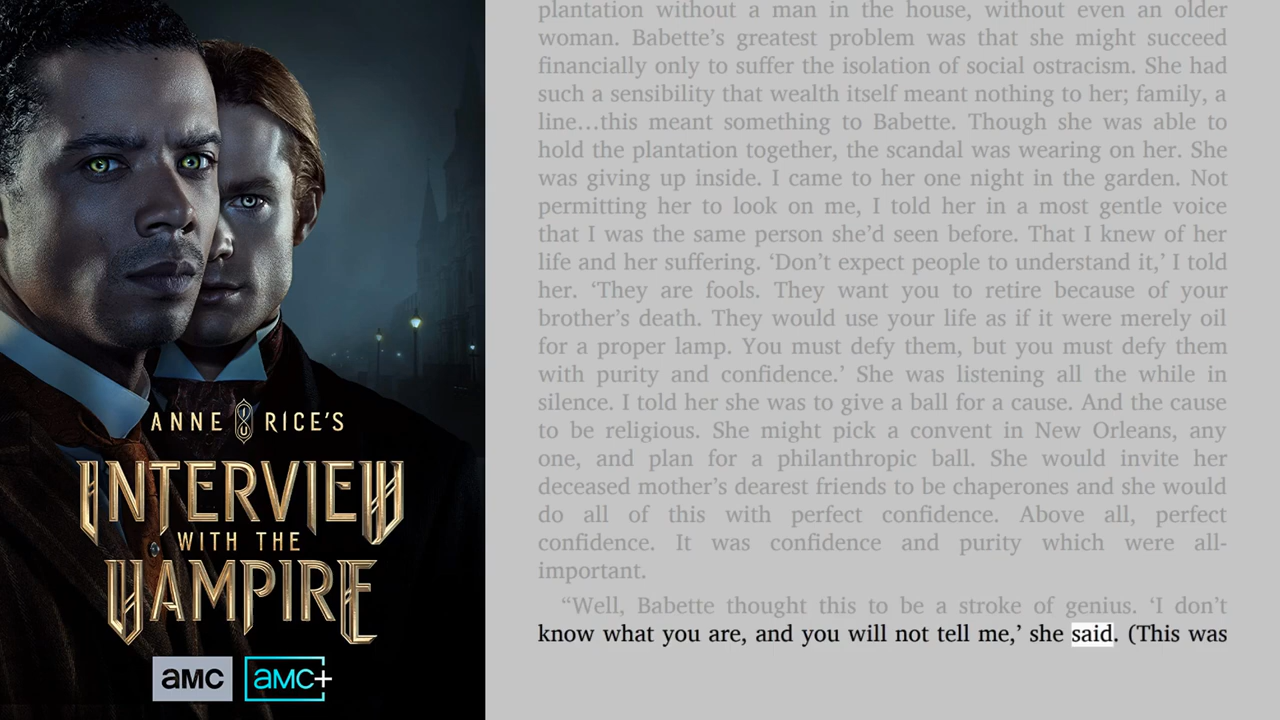 ANNE RICE'S
INTERVIEW
WITH THE
VAMPIRE
aMC
aMC+
plantation without a man in the house, without even an older
woman. Babette’s greatest problem was that she might succeed
financially only to suffer the isolation of social ostracism. She had
such a sensibility that wealth itself meant nothing to her; family, a
line…this meant something to Babette. Though she was able to
hold the plantation together, the scandal was wearing on her. She
was giving up inside. I came to her one night in the garden. Not
permitting her to look on me, I told her in a most gentle voice
that I was the same person she’d seen before. That I knew of her
life and her suffering. ‘Don’t expect people to understand it,’ I told
her. ‘They are fools. They want you to retire because of your
brother’s death. They would use your life as if it were merely oil
for a proper lamp. You must defy them, but you must defy them
with purity and confidence.’ She was listening all the while in
silence. I told her she was to give a ball for a cause. And the cause
to be religious. She might pick a convent in New Orleans, any
one, and plan for a philanthropic ball. She would invite her
deceased mother’s dearest friends to be chaperones and she would
do all of this with perfect confidence. Above all, perfect
confidence. It was confidence and purity which were all-
important.
“Well, Babette thought this to be a stroke of genius. ‘I don’t
know what you are, and you will not tell me,’ she said. (This was